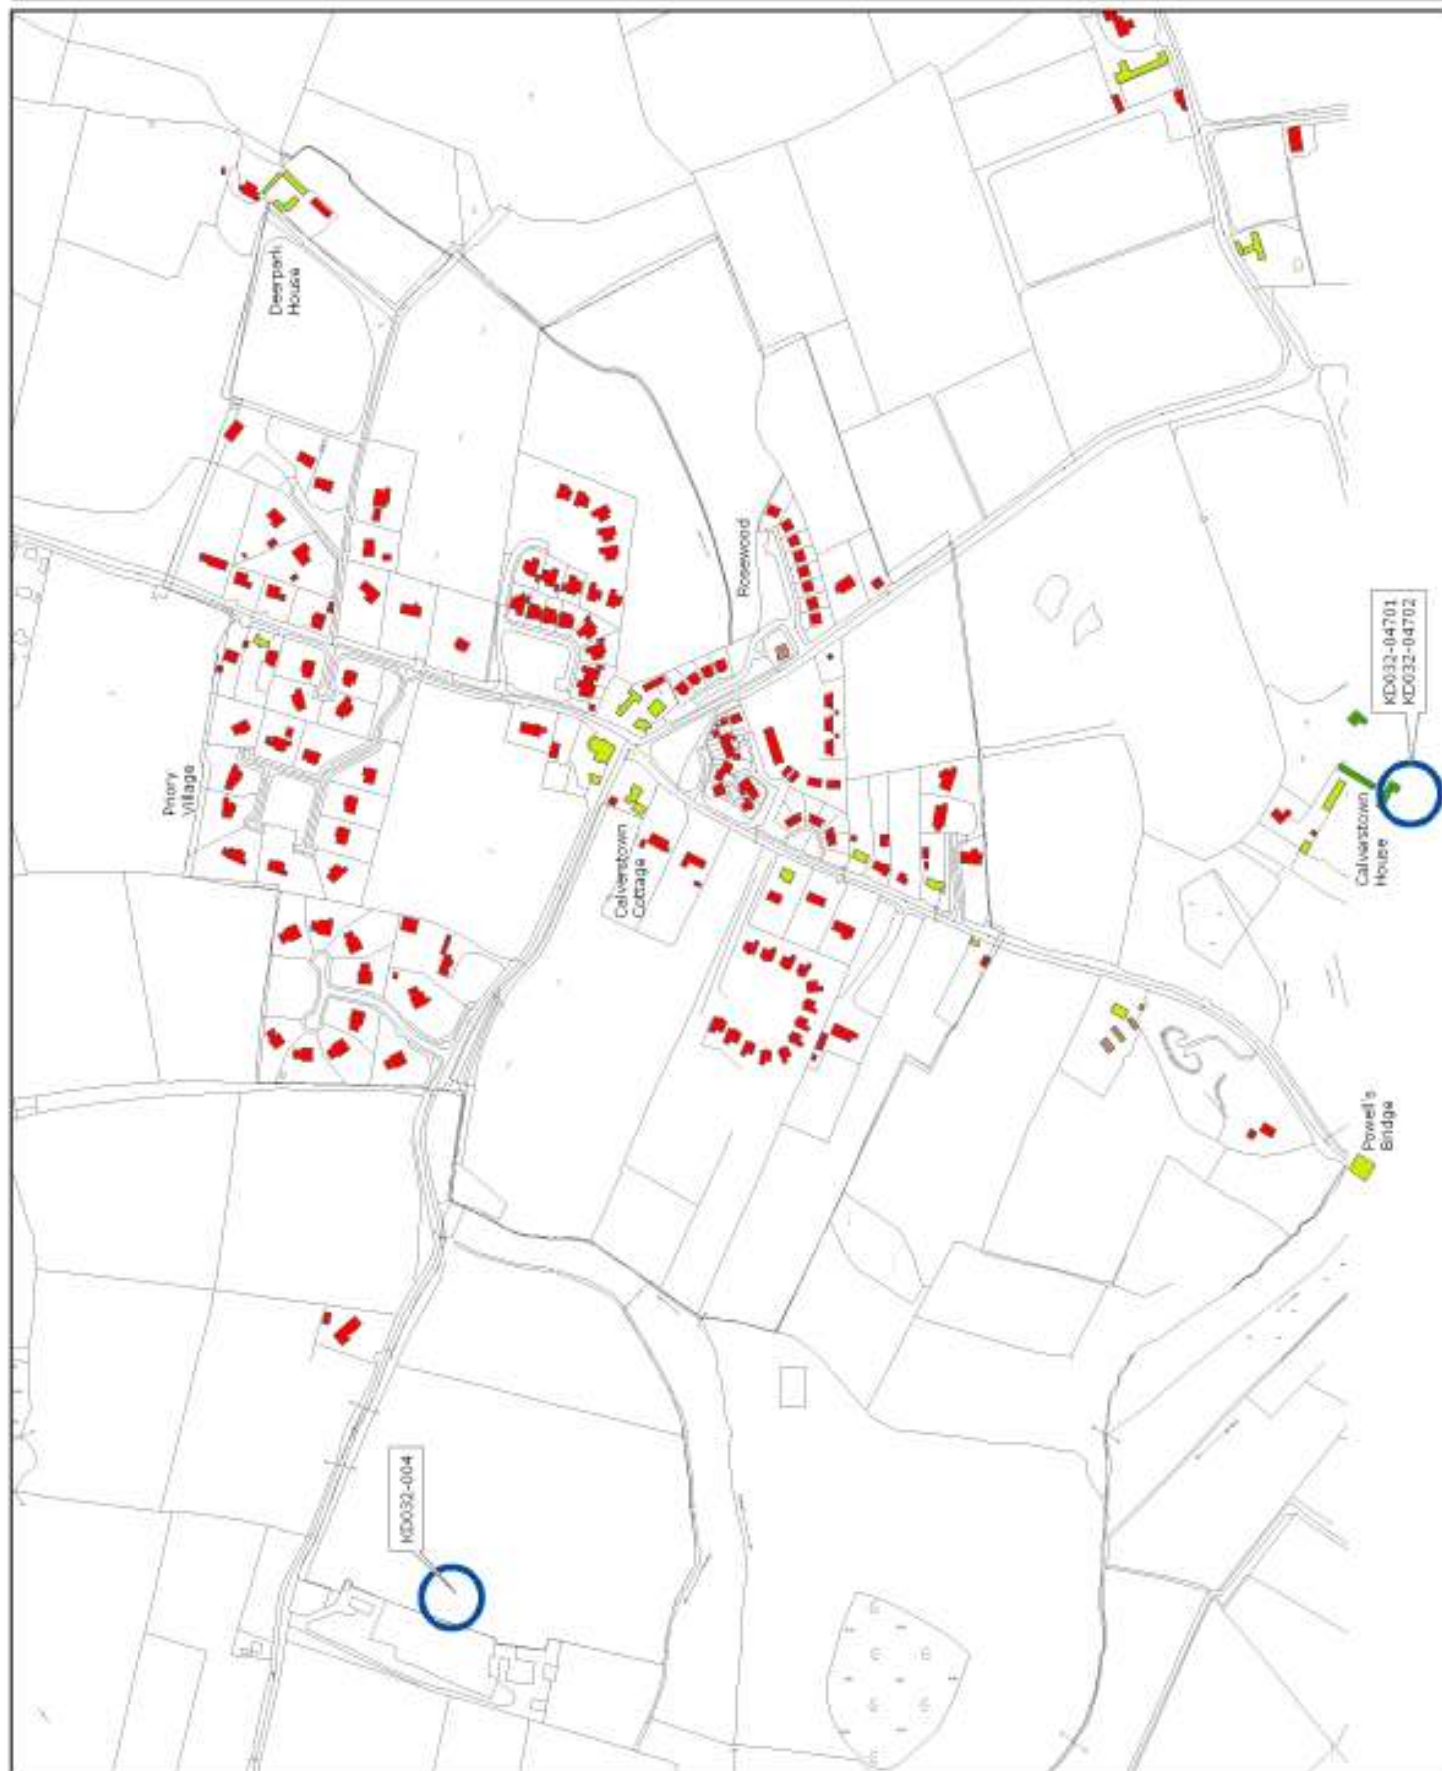 Deerpark
House
Priory
Village
Rosewood
Calverstown
Cottage
KD032-04701
KD032-04702
Calverstown
House
Powell's
Bridge
KD032-004